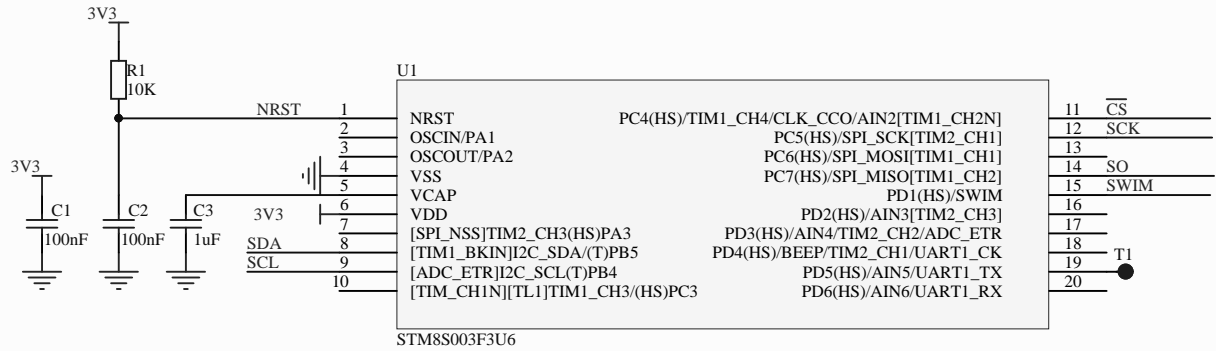 3V3
R1
10K
NRST
3V3
C1
100nF
C2
100nF
C3
1uF
3V3
SDA
SCL
U1
1 NRST
2 OSCIN/PA1
3 OSCOUT/PA2
4 VSS
5 VCAP
6 VDD
7 [SPI_NSS]TIM2_CH3(HS)PA3
8 [TIM1_BKIN]I2C_SDA/(T)PB5
9 [ADC_ETR]I2C_SCL(T)PB4
10 [TIM_CH1N][TL1]TIM1_CH3/(HS)PC3
PC4(HS)/TIM1_CH4/CLK_CCO/AIN2[TIM1_CH2N] 11 CS
PC5(HS)/SPI_SCK[TIM2_CH1] 12 SCK
PC6(HS)/SPI_MOSI[TIM1_CH1] 13
PC7(HS)/SPI_MISO[TIM1_CH2] 14 SO
PD1(HS)/SWIM 15 SWIM
PD2(HS)/AIN3[TIM2_CH3] 16
PD3(HS)/AIN4/TIM2_CH2/ADC_ETR 17
PD4(HS)/BEEP/TIM2_CH1/UART1_CK 18
PD5(HS)/AIN5/UART1_TX 19 T1
PD6(HS)/AIN6/UART1_RX 20
STM8S003F3U6